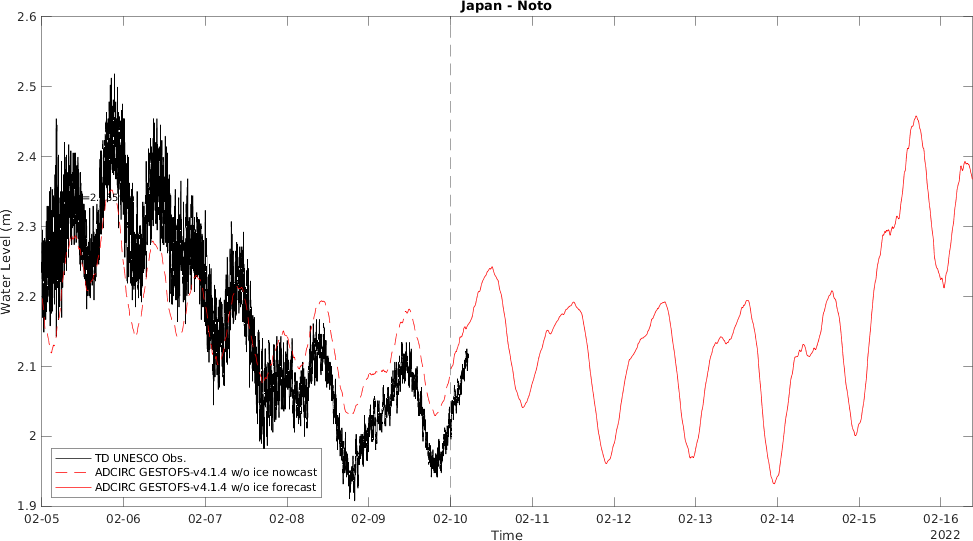 Japan - Noto
Water Level (m)
2.6
2.5
2.4
2.3
2.2
2.1
2
1.9
TD UNESCO Obs.
ADCIRC GESTOFS-v4.1.4 w/o ice nowcast
ADCIRC GESTOFS-v4.1.4 w/o ice forecast
02-05 02-06 02-07 02-08 02-09 02-10 02-11 02-12 02-13 02-14 02-15 02-16
Time 2022